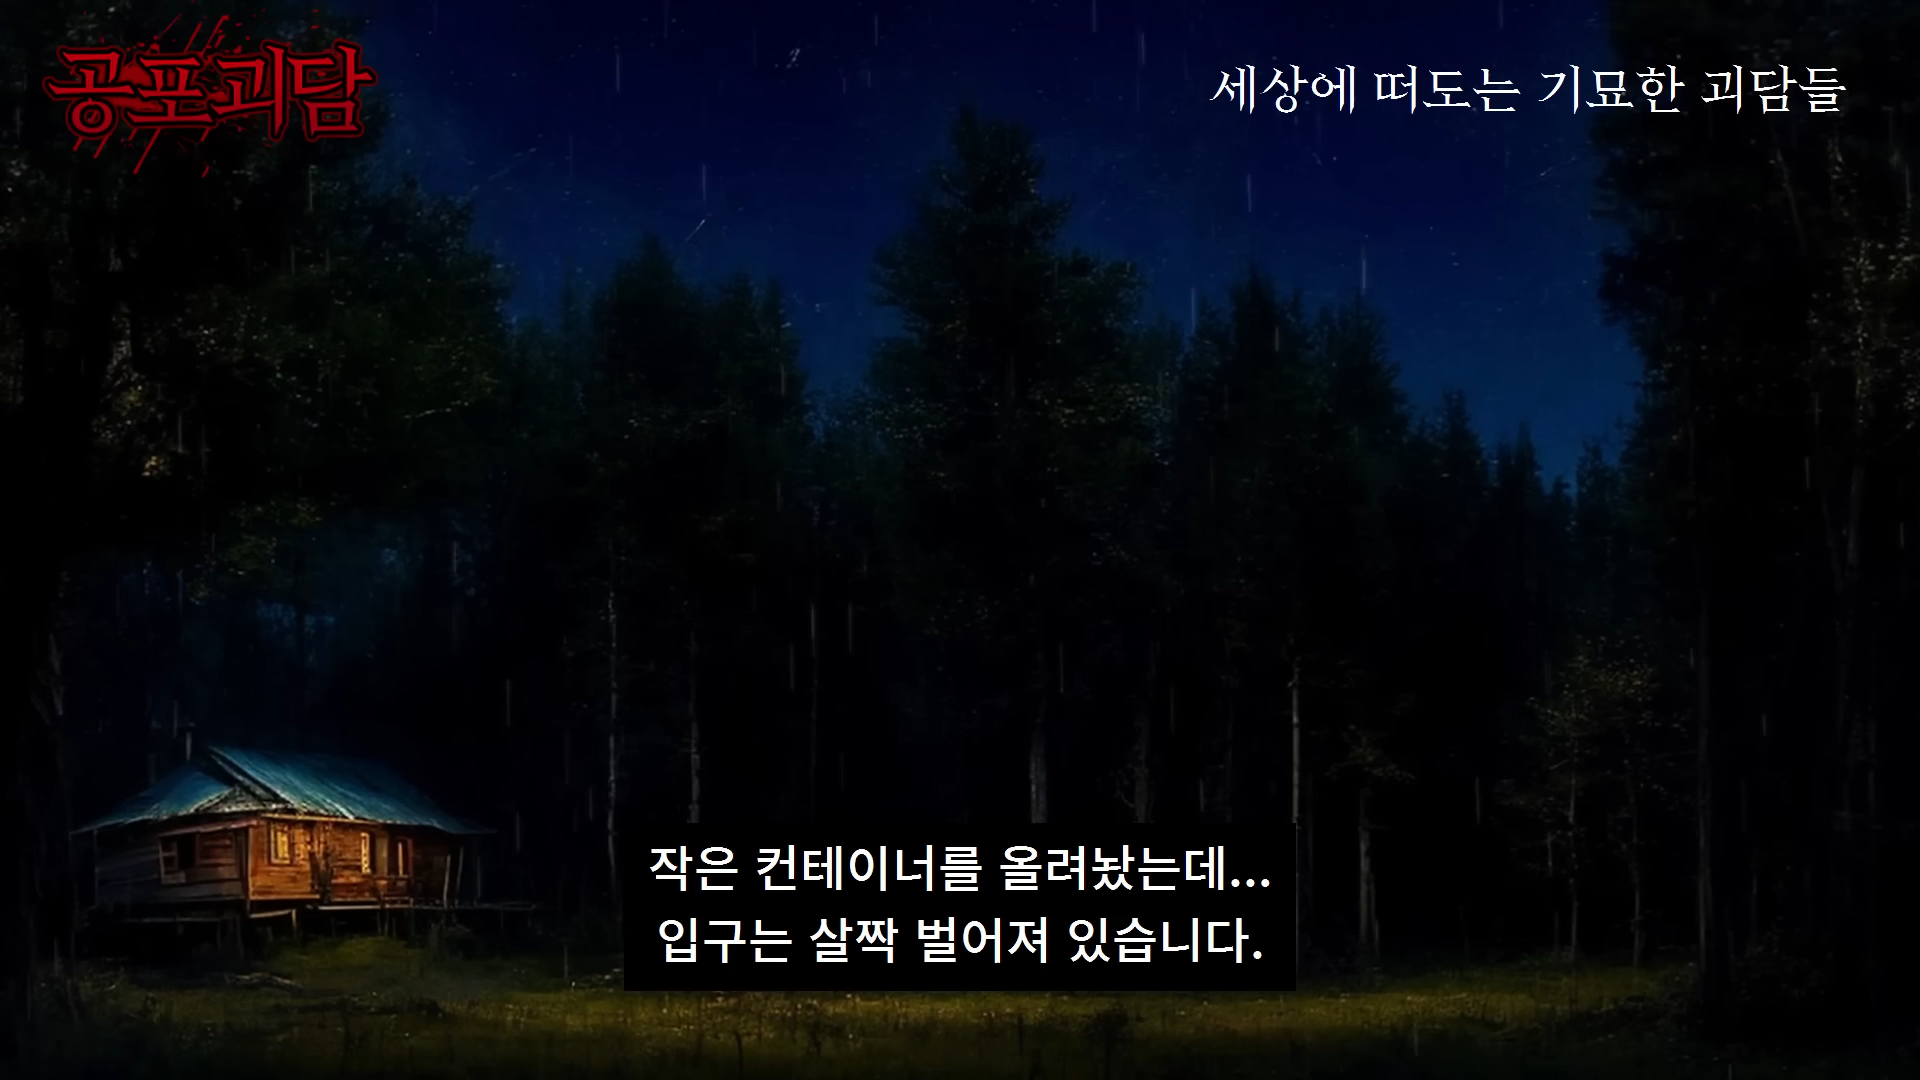 공포괴담
세상에 떠도는 기묘한 괴담들
작은 컨테이너를 올려놨는데...
입구는 살짝 벌어져 있습니다.